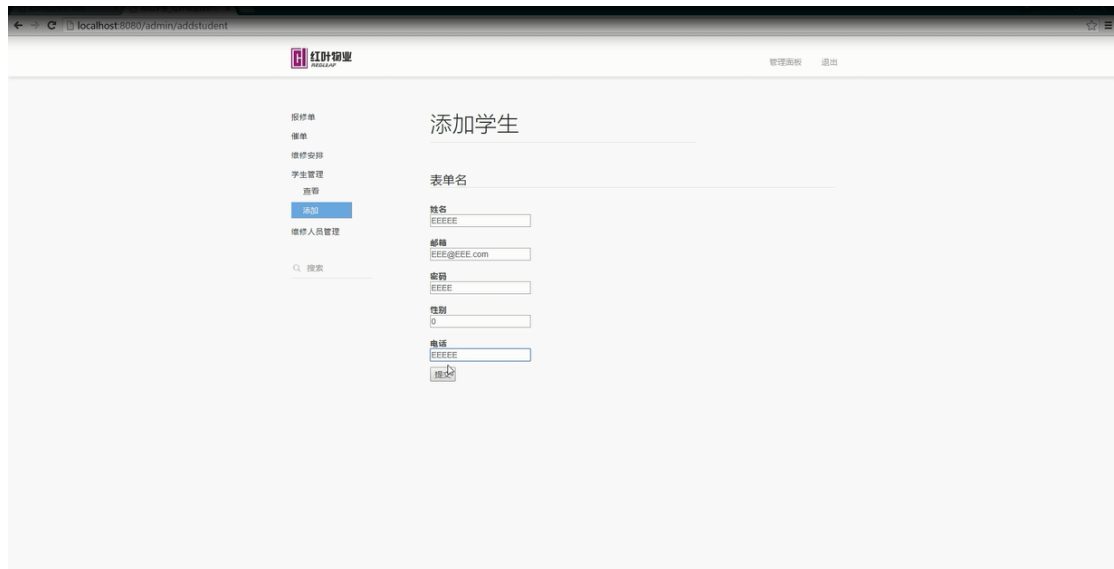 localhost:8080/admin/addstudent
红叶物业
REGLEAF
管理面板 退出
报修单
催单
维修安排
学生管理
查看
添加
维修人员管理
搜索
添加学生
表单名
姓名
EEEEE
邮箱
EEE@EEE.com
密码
EEEE
性别
0
电话
EEEEE
提交